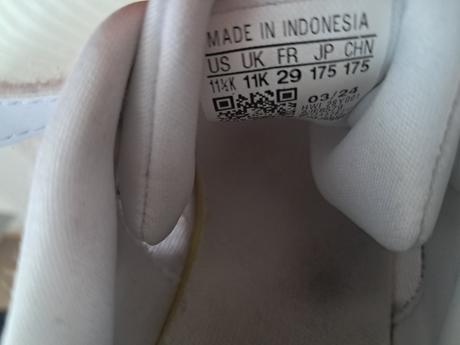 MADE IN INDONESIA
US UK FR JP CHN
11½K 11K 29 175 175
03/24